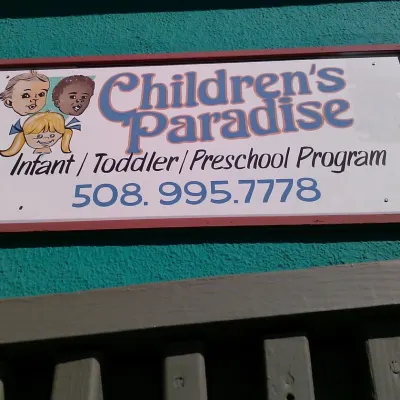 Children's
Paradise
Infant / Toddler / Preschool Program
508. 995.7778